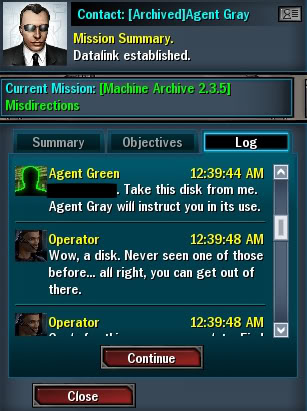 Contact: [Archived]Agent Gray
Mission Summary.
Datalink established.
Current Mission: [Machine Archive 2.3.5]
Misdirections
Summary
Objectives
Log
Agent Green 12:39:44 AM
. Take this disk from me.
Agent Gray will instruct you in its use.
Operator 12:39:48 AM
Wow, a disk. Never seen one of those
before... all right, you can get out of
there.
Operator 12:39:48 AM
Continue
Close